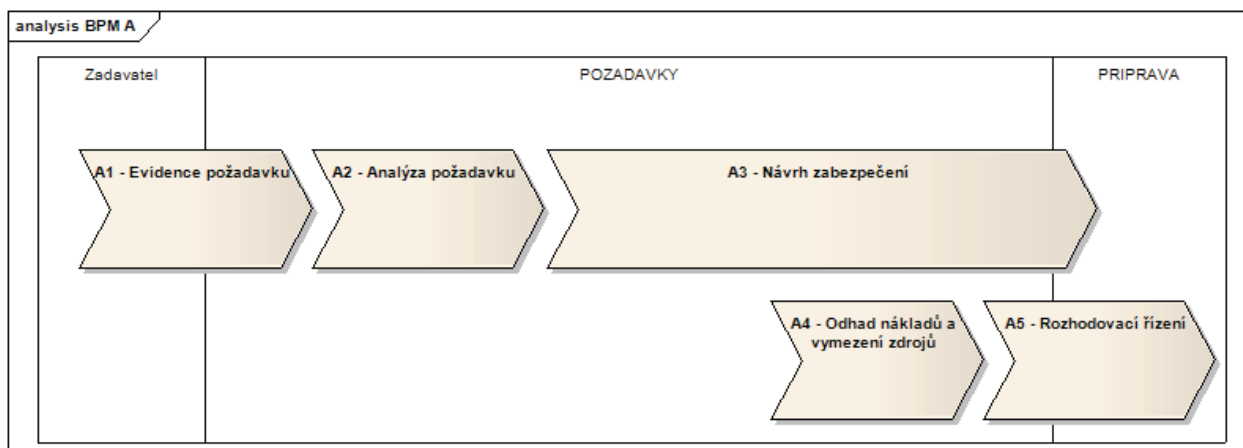 analysis BPM A
Zadavatel
POZADAVKY
PRIPRAVA
A1 - Evidence požadavku
A2 - Analýza požadavku
A3 - Návrh zabezpečení
A4 - Odhad nákladů a
vymezení zdrojů
A5 - Rozhodovací řízení